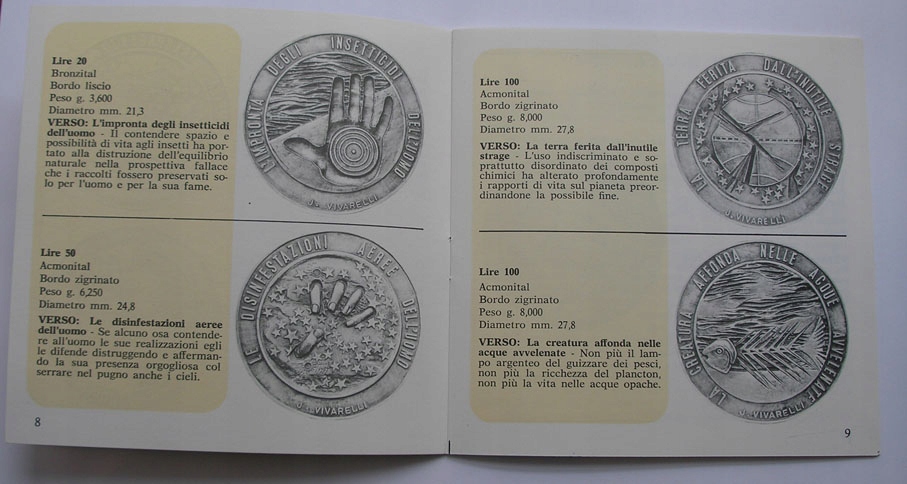 Lire 20
Bronzital
Bordo liscio
Peso g. 3,600
Diametro mm. 21,3
VERSO: L'impronta degli insetticidi
dell'uomo - Il contendere spazio e
possibilità di vita agli insetti ha por-
tato alla distruzione dell'equilibrio
naturale nella prospettiva fallace
che i raccolti fossero preservati so-
lo per l'uomo e per la sua fame.
L'IMPRONTA DEGLI INSETTICIDI DELL'UOMO
J. VIVARELLI
Lire 50
Acmonital
Bordo zigrinato
Peso g. 6,250
Diametro mm. 24,8
VERSO: Le disinfestazioni aeree
dell'uomo - Se alcuno osa contende-
re all'uomo le sue realizzazioni egli
le difende distruggendo e afferman-
do la sua presenza orgogliosa col
serrare nel pugno anche i cieli.
LE DISINFESTAZIONI AEREE DELL'UOMO
J. VIVARELLI
8
Lire 100
Acmonital
Bordo zigrinato
Peso g. 8,000
Diametro mm. 27,8
VERSO: La terra ferita dall'inutile
strage - L'uso indiscriminato e so-
prattutto disordinato dei composti
chimici ha alterato profondamente
i rapporti di vita sul pianeta preor-
dinandone la possibile fine.
LA TERRA FERITA DALL'INUTILE STRAGE
J. VIVARELLI
Lire 100
Acmonital
Bordo zigrinato
Peso g. 8,000
Diametro mm. 27,8
VERSO: La creatura affonda nelle
acque avvelenate - Non più il lam-
po argenteo del guizzare dei pesci,
non più la ricchezza del plancton,
non più la vita nelle acque opache.
LA CREATURA AFFONDA NELLE ACQUE AVVELENATE
J. VIVARELLI
9